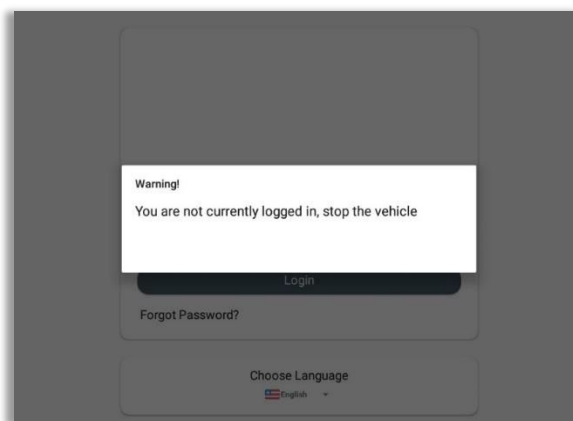 Warning!
You are not currently logged in, stop the vehicle
Login
Forgot Password?
Choose Language
English